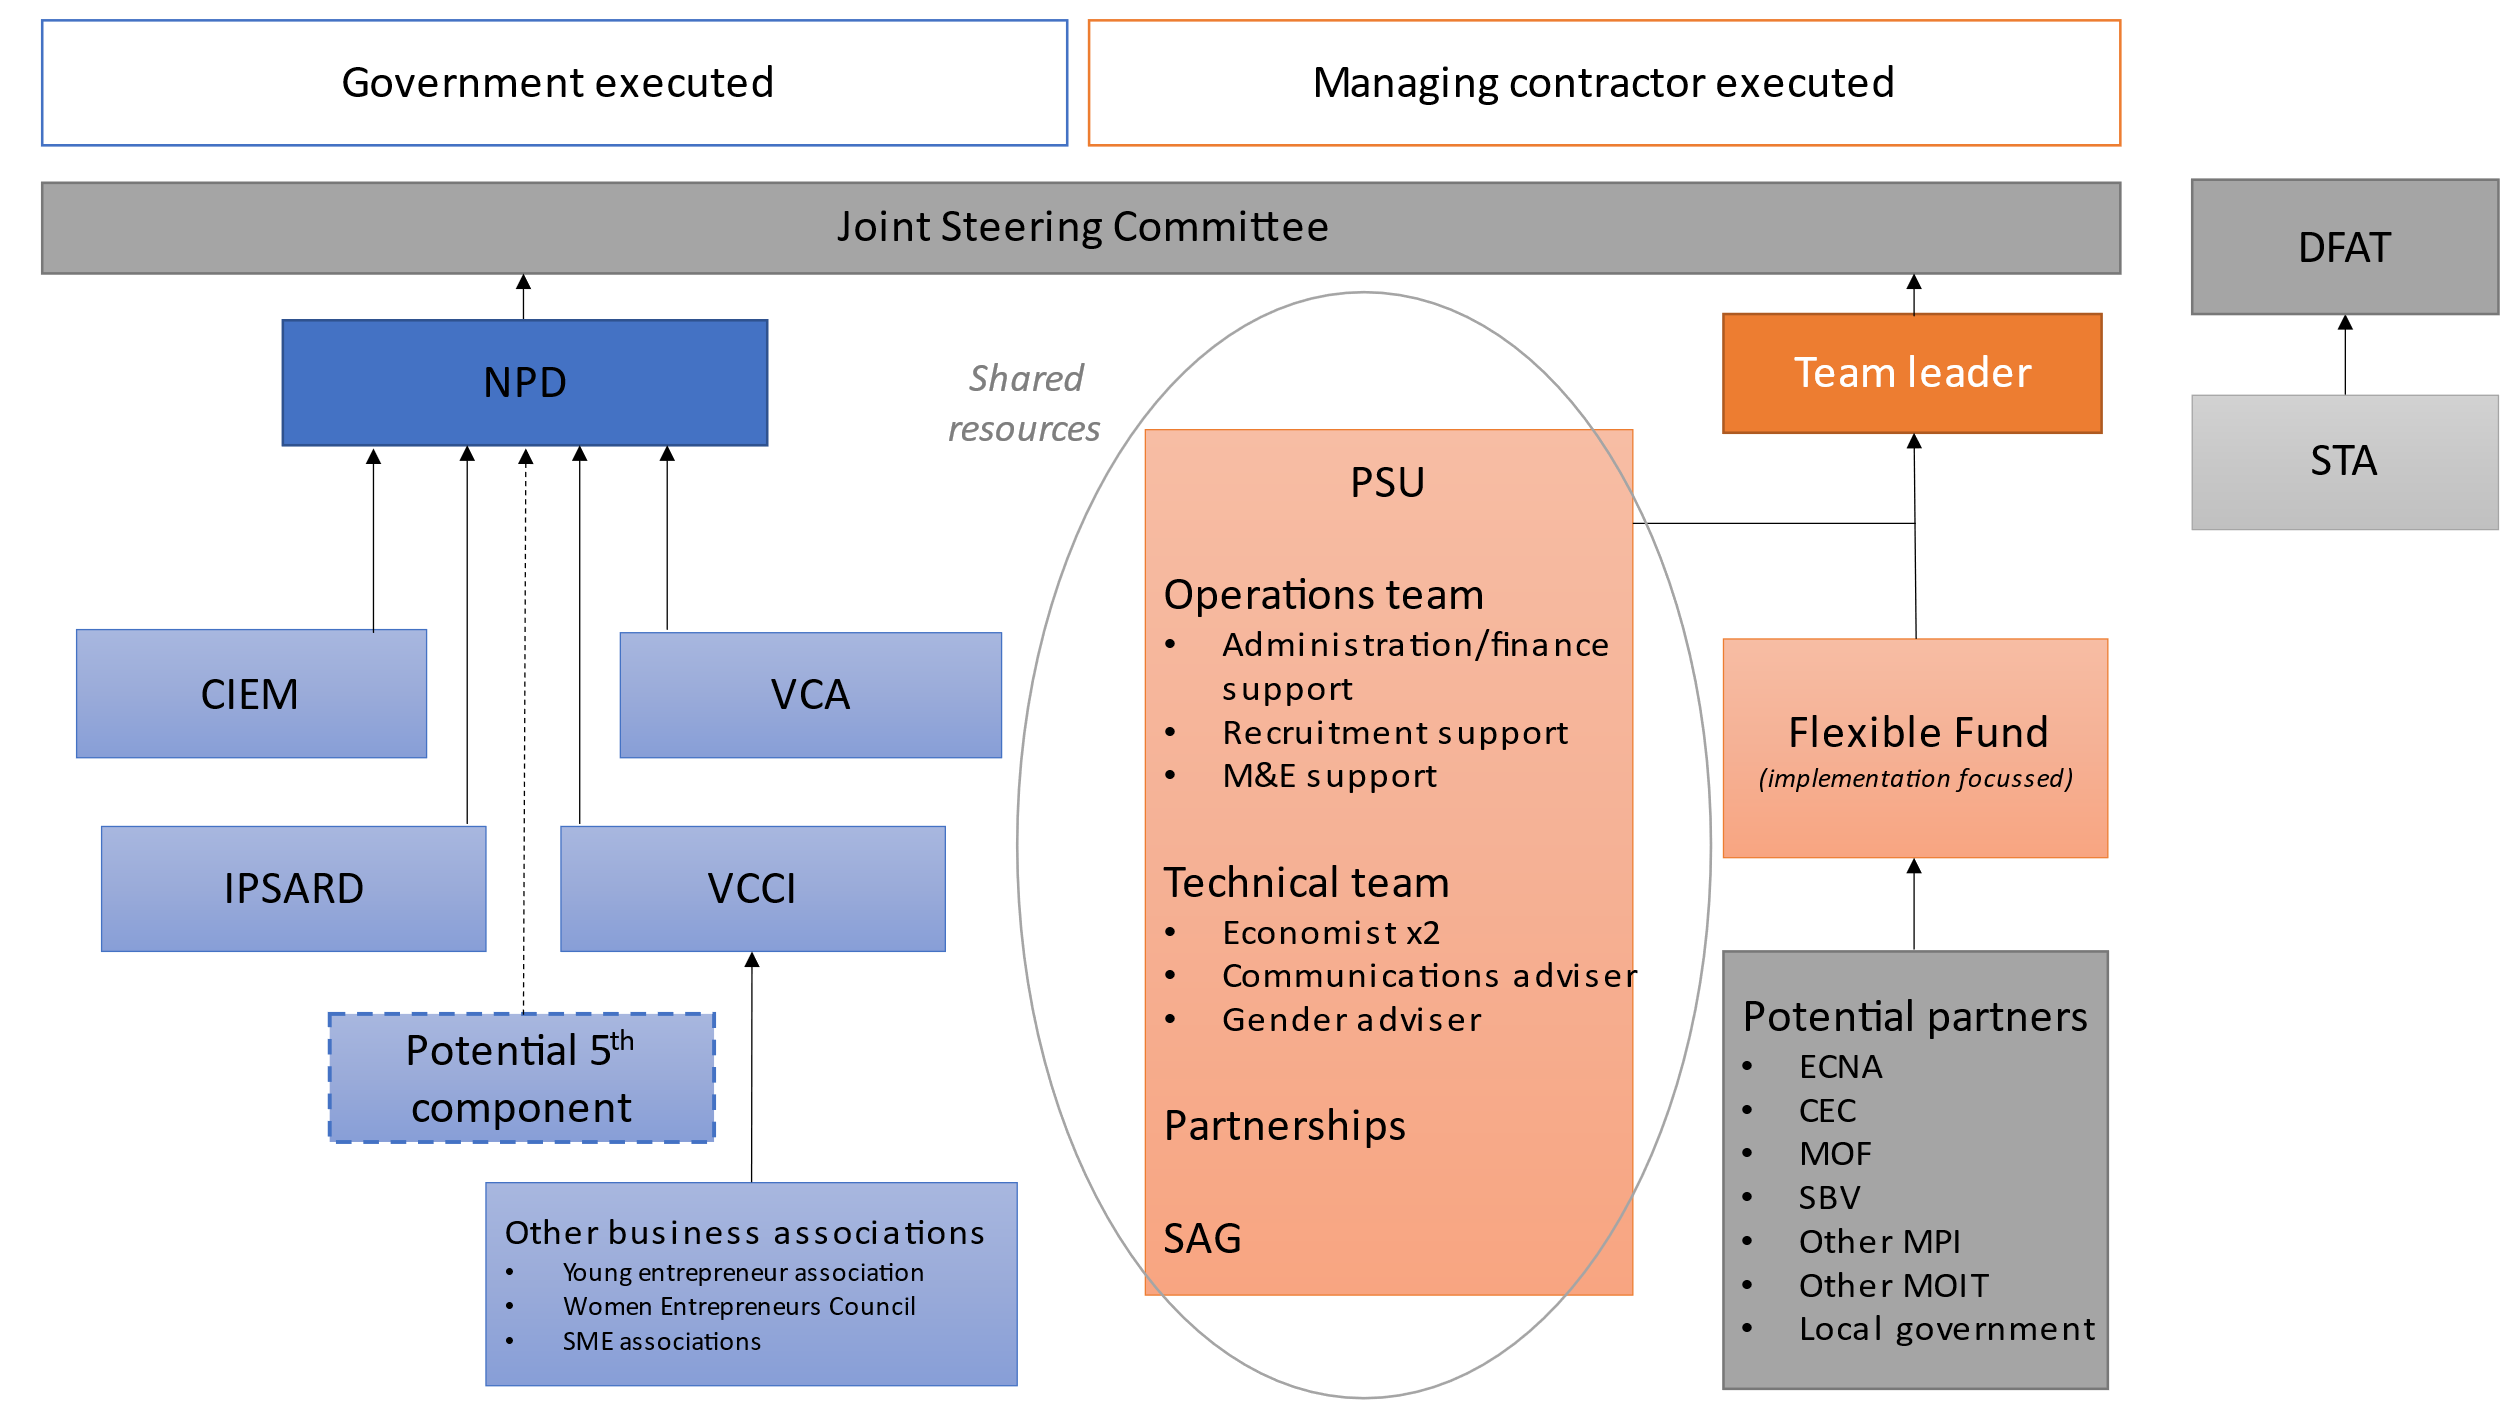 Government executed
Managing contractor executed
Joint Steering Committee
DFAT
NPD
Shared
resources
Team leader
STA
PSU
Operations team
• Administration/finance
support
• Recruitment support
• M&E support
Technical team
• Economist x2
• Communications adviser
• Gender adviser
Partnerships
SAG
CIEM
VCA
IPSARD
VCCI
Potential 5th
component
Other business associations
• Young entrepreneur association
• Women Entrepreneurs Council
• SME associations
Flexible Fund
(implementation focussed)
Potential partners
• ECNA
• CEC
• MOF
• SBV
• Other MPI
• Other MOIT
• Local government